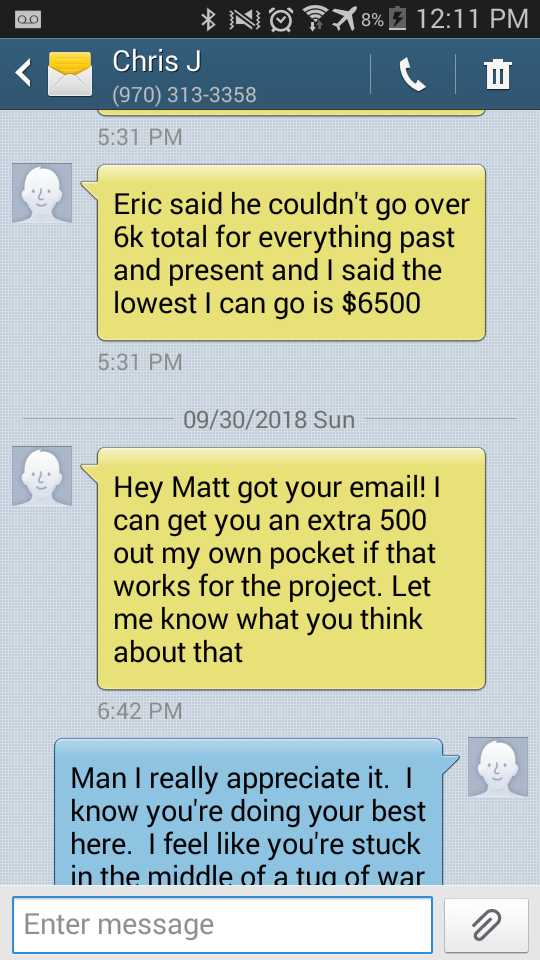 8% 12:11 PM
Chris J
(970) 313-3358
5:31 PM
Eric said he couldn't go over
6k total for everything past
and present and I said the
lowest I can go is $6500
5:31 PM
09/30/2018 Sun
Hey Matt got your email! I
can get you an extra 500
out my own pocket if that
works for the project. Let
me know what you think
about that
6:42 PM
Man I really appreciate it.  I
know you're doing your best
here.  I feel like you're stuck
in the middle of a tug of war
Enter message